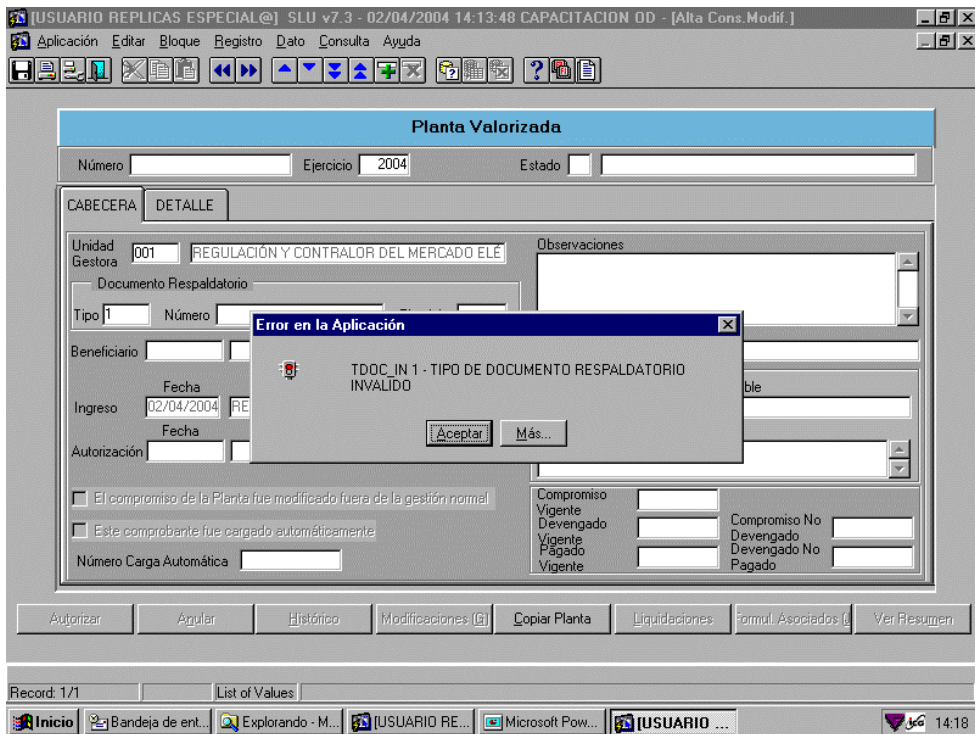 [USUARIO REPLICAS ESPECIAL@] SLU v7.3 - 02/04/2004 14:13:48 CAPACITACION OD - [Alta Cons.Modif.]
Aplicación Editar Bloque Registro Dato Consulta Ayuda
Planta Valorizada
Número Ejercicio 2004 Estado
CABECERA DETALLE
Unidad Gestora 001 REGULACIÓN Y CONTRALOR DEL MERCADO ELÉ
Observaciones
Documento Respaldatorio
Tipo 1 Número
Error en la Aplicación
TDOC_IN 1 - TIPO DE DOCUMENTO RESPALDATORIO
INVALIDO
Aceptar Más...
Beneficiario
Fecha
Ingreso 02/04/2004 RE
ble
Fecha
Autorización
El compromiso de la Planta fue modificado fuera de la gestión normal
Este comprobante fue cargado automáticamente
Número Carga Automática
Compromiso
Vigente
Devengado
Vigente
Pagado
Vigente
Compromiso No
Devengado
Devengado No
Pagado
Autorizar Anular Histórico Modificaciones (G) Copiar Planta Liquidaciones Formul. Asociados Ver Resumen
Record: 1/1 List of Values
Inicio Bandeja de ent... Explorando - M... [USUARIO RE... Microsoft Pow... [USUARIO ... 14:18